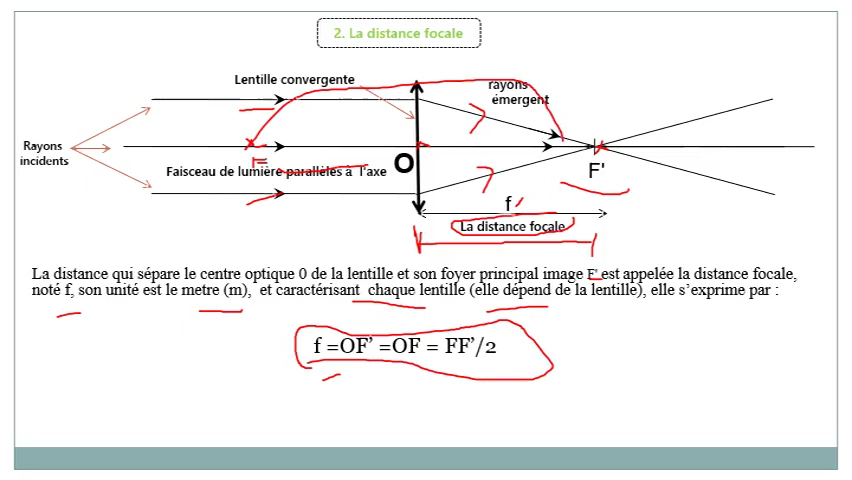 2. La distance focale
Lentille convergente
rayons
émergent
Rayons
incidents
Faisceau de lumière parallèles à l'axe
O
F
F'
f'
La distance focale
La distance qui sépare le centre optique 0 de la lentille et son foyer principal image F' est appelée la distance focale,
noté f, son unité est le metre (m), et caractérisant chaque lentille (elle dépend de la lentille), elle s'exprime par :
f =OF' =OF = FF'/2